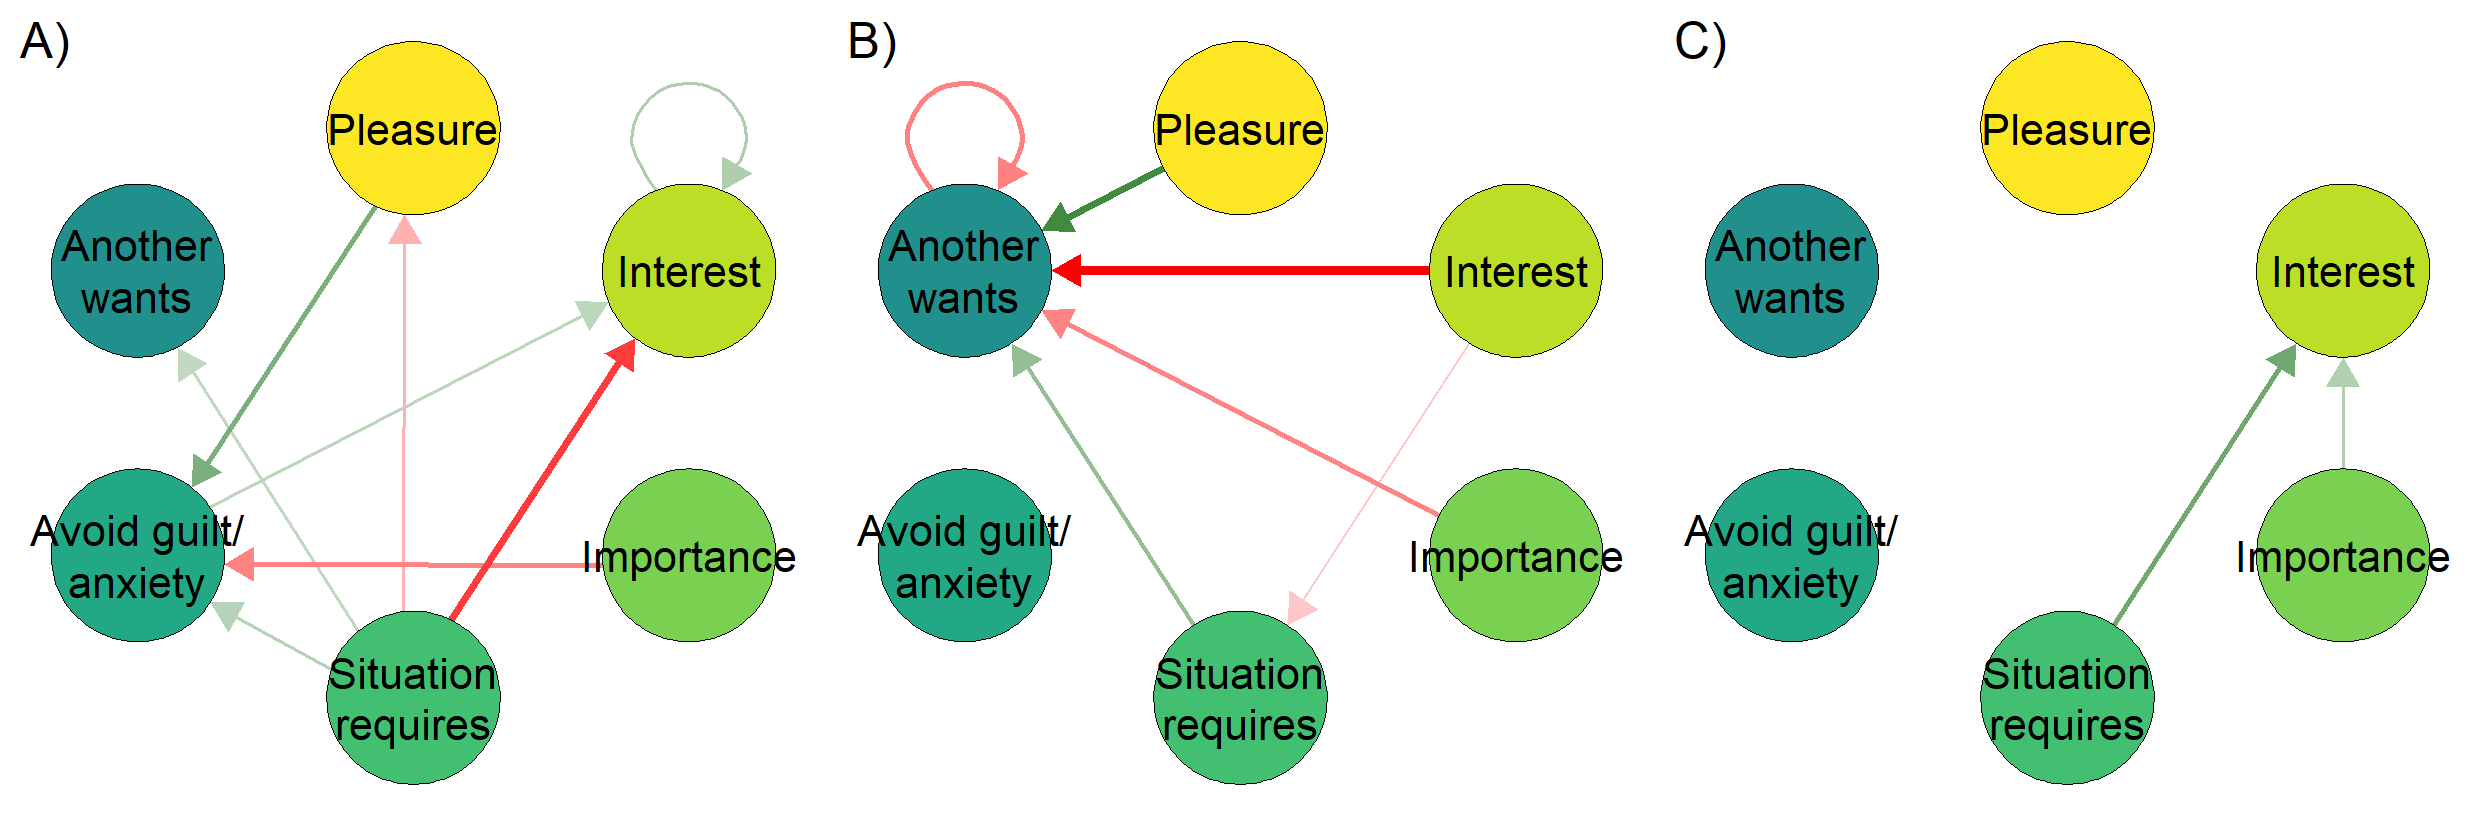 A)
Pleasure
Another
wants
Interest
Avoid guilt/
anxiety
Importance
Situation
requires
B)
Pleasure
Another
wants
Interest
Avoid guilt/
anxiety
Importance
Situation
requires
C)
Pleasure
Another
wants
Interest
Avoid guilt/
anxiety
Importance
Situation
requires